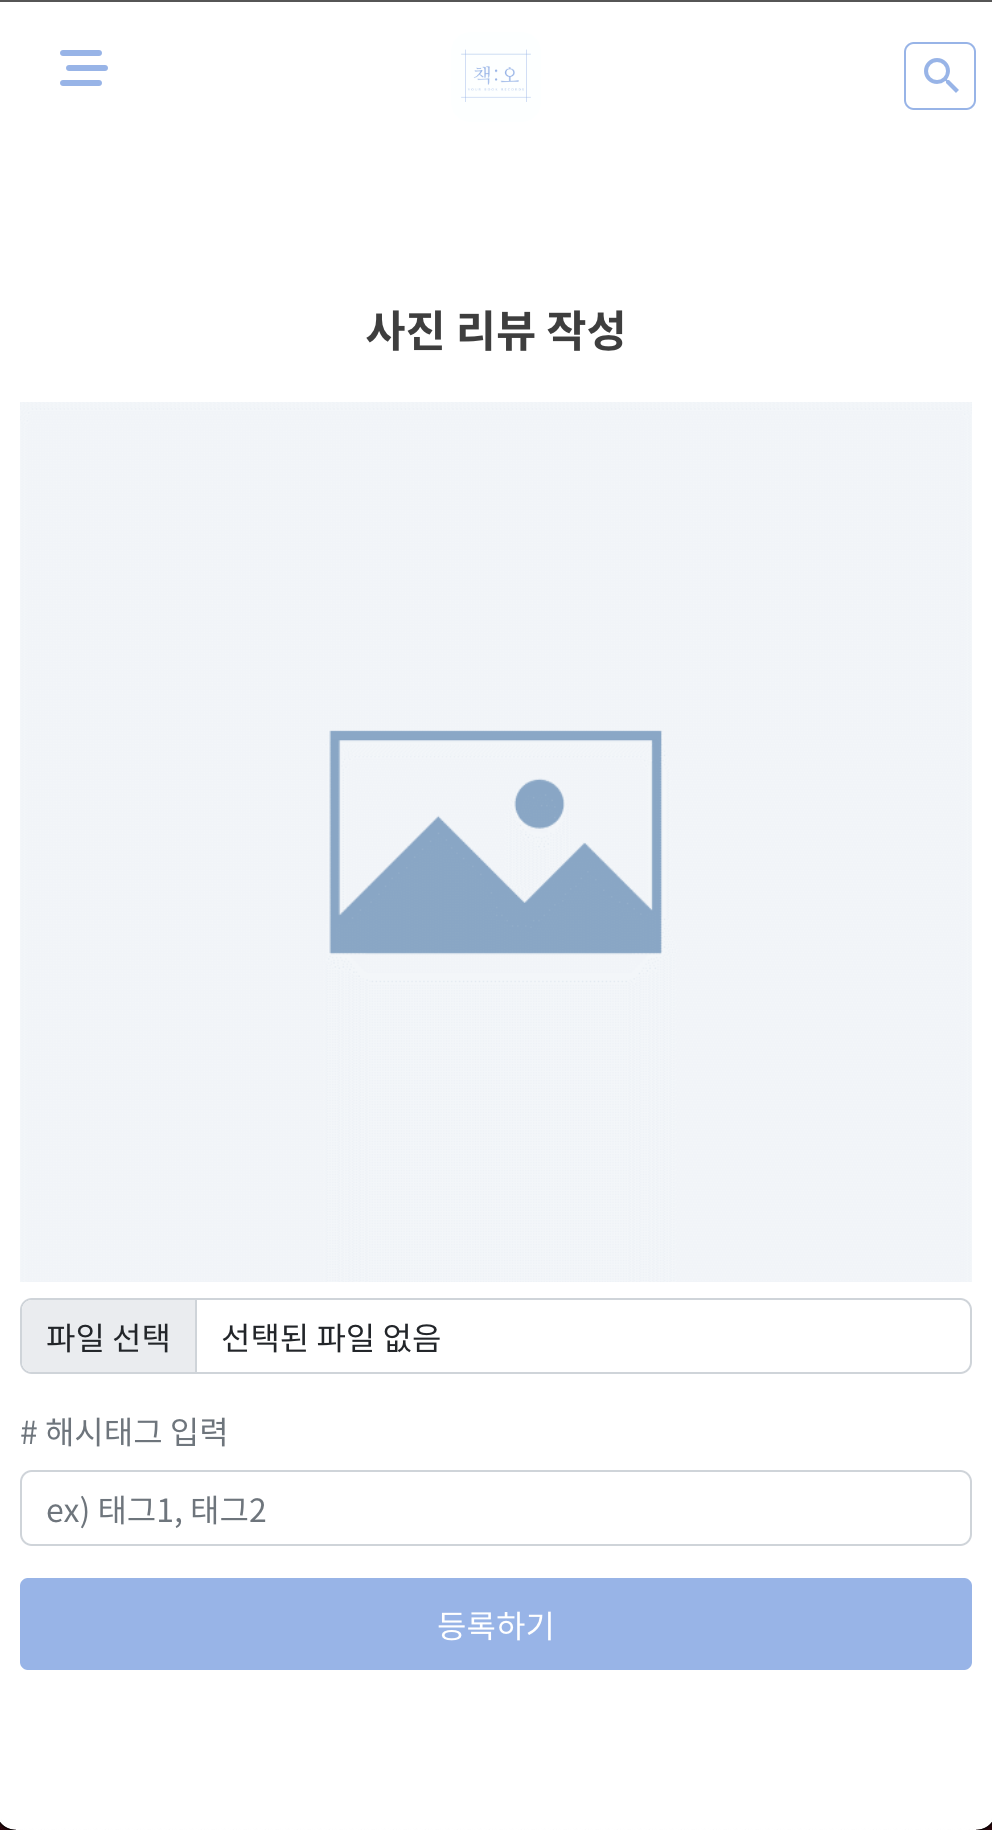 책:오
사진 리뷰 작성
파일 선택 선택된 파일 없음
# 해시태그 입력
ex) 태그1, 태그2
등록하기